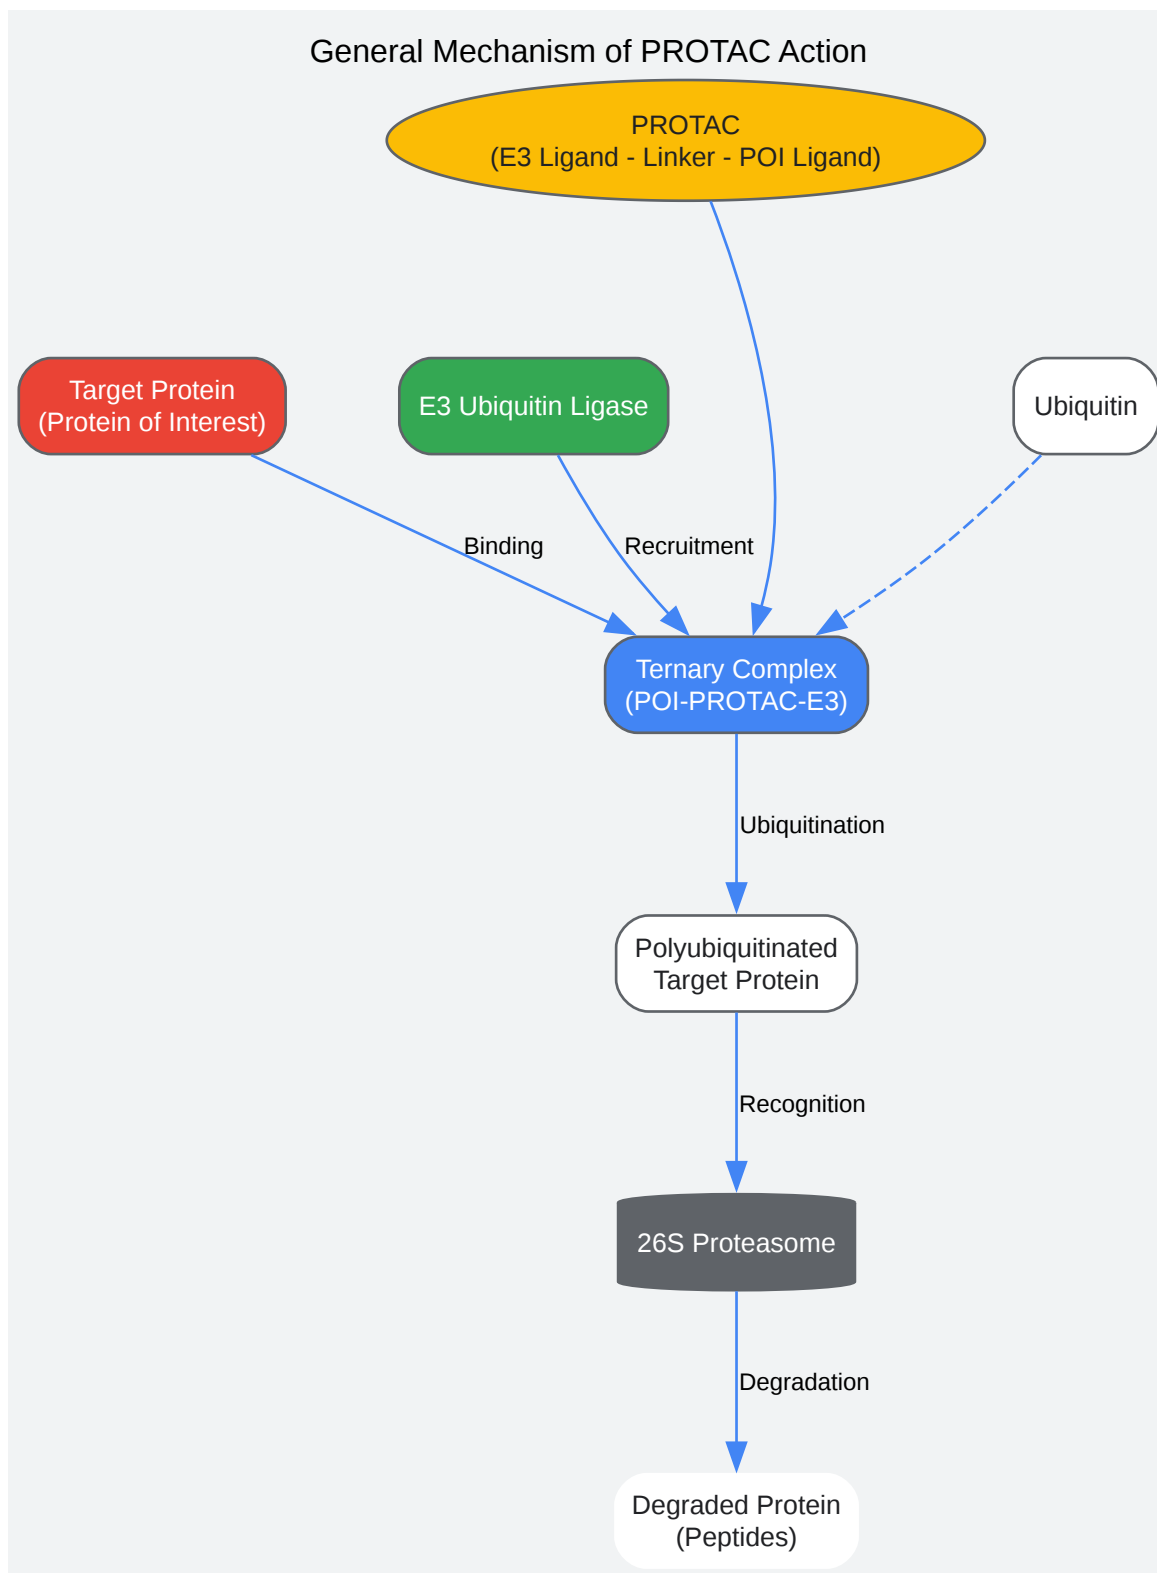 General Mechanism of PROTAC Action
PROTAC
(E3 Ligand - Linker - POI Ligand)
Target Protein
(Protein of Interest)
E3 Ubiquitin Ligase
Ubiquitin
Binding
Recruitment
Ternary Complex
(POI-PROTAC-E3)
Ubiquitination
Polyubiquitinated
Target Protein
Recognition
26S Proteasome
Degradation
Degraded Protein
(Peptides)